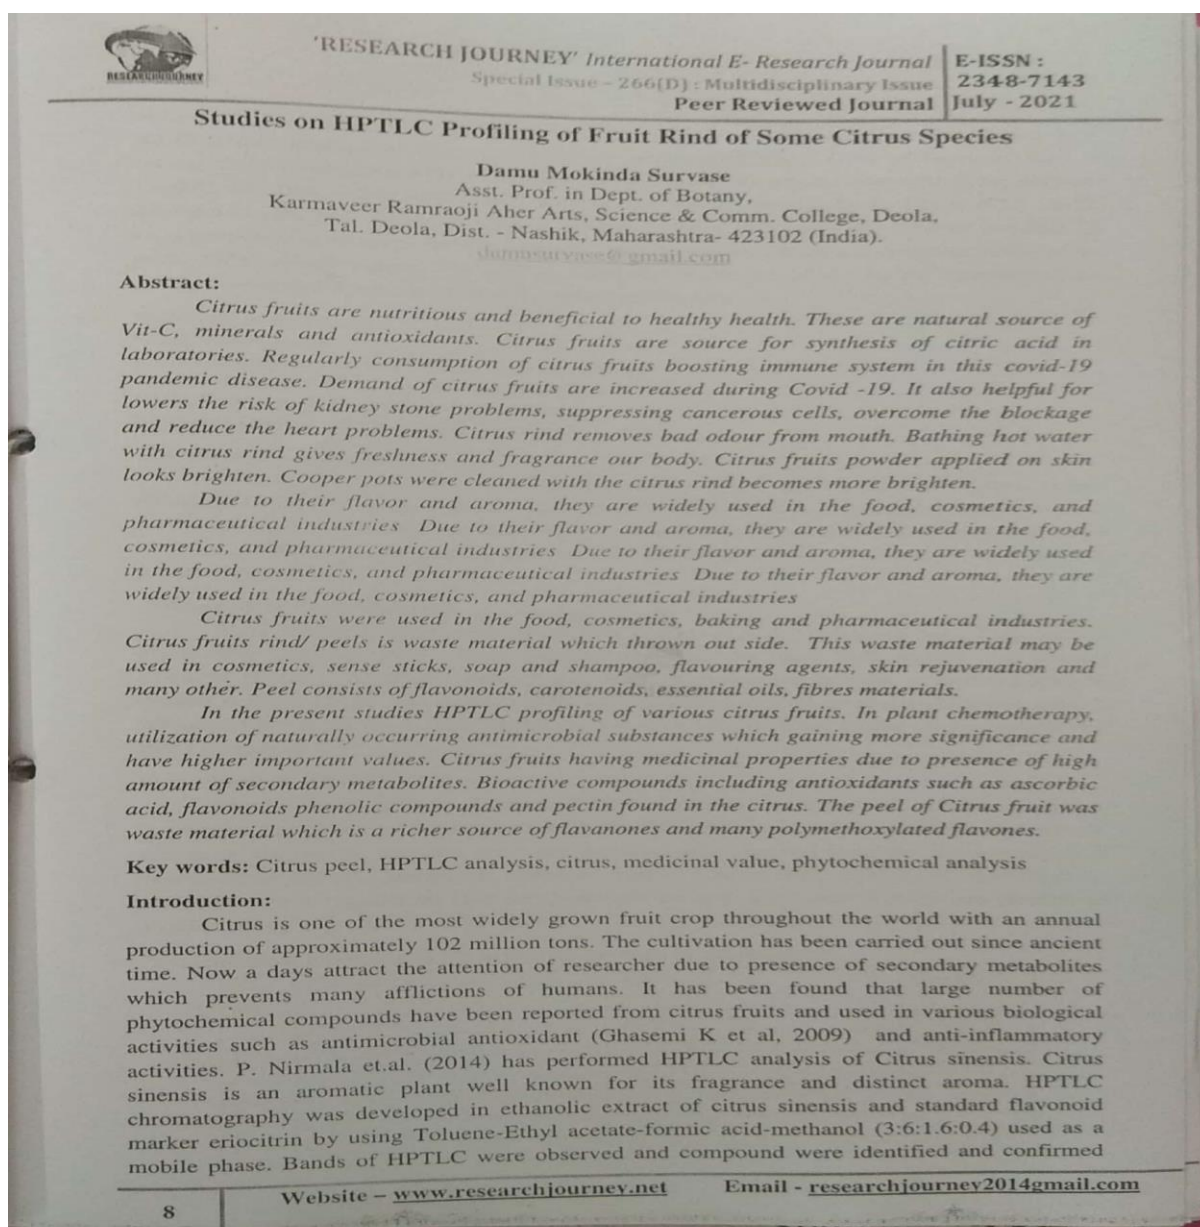 RESEARCHJOURNEY
'RESEARCH JOURNEY' International E- Research Journal
Special Issue - 266(D) : Multidisciplinary Issue
Peer Reviewed Journal
E-ISSN :
2348-7143
July - 2021
Studies on HPTLC Profiling of Fruit Rind of Some Citrus Species
Damu Mokinda Survase
Asst. Prof. in Dept. of Botany,
Karmaveer Ramraoji Aher Arts, Science & Comm. College, Deola,
Tal. Deola, Dist. - Nashik, Maharashtra- 423102 (India).
damusurvase@gmail.com
Abstract:
Citrus fruits are nutritious and beneficial to healthy health. These are natural source of
Vit-C, minerals and antioxidants. Citrus fruits are source for synthesis of citric acid in
laboratories. Regularly consumption of citrus fruits boosting immune system in this covid-19
pandemic disease. Demand of citrus fruits are increased during Covid -19. It also helpful for
lowers the risk of kidney stone problems, suppressing cancerous cells, overcome the blockage
and reduce the heart problems. Citrus rind removes bad odour from mouth. Bathing hot water
with citrus rind gives freshness and fragrance our body. Citrus fruits powder applied on skin
looks brighten. Cooper pots were cleaned with the citrus rind becomes more brighten.
Due to their flavor and aroma, they are widely used in the food, cosmetics, and
pharmaceutical industries Due to their flavor and aroma, they are widely used in the food,
cosmetics, and pharmaceutical industries Due to their flavor and aroma, they are widely used
in the food, cosmetics, and pharmaceutical industries Due to their flavor and aroma, they are
widely used in the food, cosmetics, and pharmaceutical industries
Citrus fruits were used in the food, cosmetics, baking and pharmaceutical industries.
Citrus fruits rind/ peels is waste material which thrown out side. This waste material may be
used in cosmetics, sense sticks, soap and shampoo, flavouring agents, skin rejuvenation and
many other. Peel consists of flavonoids, carotenoids, essential oils, fibres materials.
In the present studies HPTLC profiling of various citrus fruits. In plant chemotherapy,
utilization of naturally occurring antimicrobial substances which gaining more significance and
have higher important values. Citrus fruits having medicinal properties due to presence of high
amount of secondary metabolites. Bioactive compounds including antioxidants such as ascorbic
acid, flavonoids phenolic compounds and pectin found in the citrus. The peel of Citrus fruit was
waste material which is a richer source of flavanones and many polymethoxylated flavones.
Key words: Citrus peel, HPTLC analysis, citrus, medicinal value, phytochemical analysis
Introduction:
Citrus is one of the most widely grown fruit crop throughout the world with an annual
production of approximately 102 million tons. The cultivation has been carried out since ancient
time. Now a days attract the attention of researcher due to presence of secondary metabolites
which prevents many afflictions of humans. It has been found that large number of
phytochemical compounds have been reported from citrus fruits and used in various biological
activities such as antimicrobial antioxidant (Ghasemi K et al, 2009) and anti-inflammatory
activities. P. Nirmala et.al. (2014) has performed HPTLC analysis of Citrus sinensis. Citrus
sinensis is an aromatic plant well known for its fragrance and distinct aroma. HPTLC
chromatography was developed in ethanolic extract of citrus sinensis and standard flavonoid
marker eriocitrin by using Toluene-Ethyl acetate-formic acid-methanol (3:6:1.6:0.4) used as a
mobile phase. Bands of HPTLC were observed and compound were identified and confirmed
8
Website – www.researchjourney.net Email - researchjourney2014gmail.com